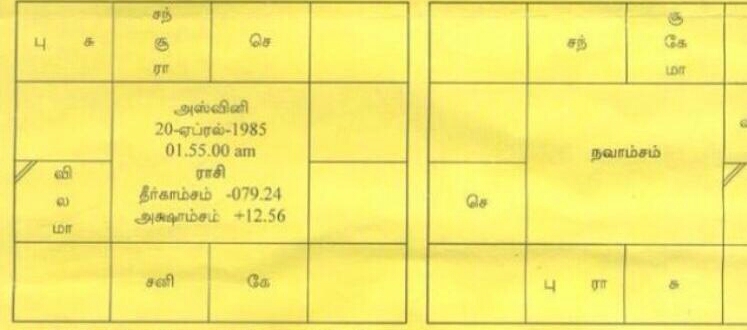 பு சு
சந்
சூ
ரா
செ
அஸ்வினி
20-ஏப்ரல்-1985
01.55.00 am
ராசி
தீர்காம்சம் -079.24
அக்ஷாம்சம் +12.56
வி
ல
மா
சனி
கே
சந்
சூ
கே
மா
நவாம்சம்
செ
பு ரா
சு